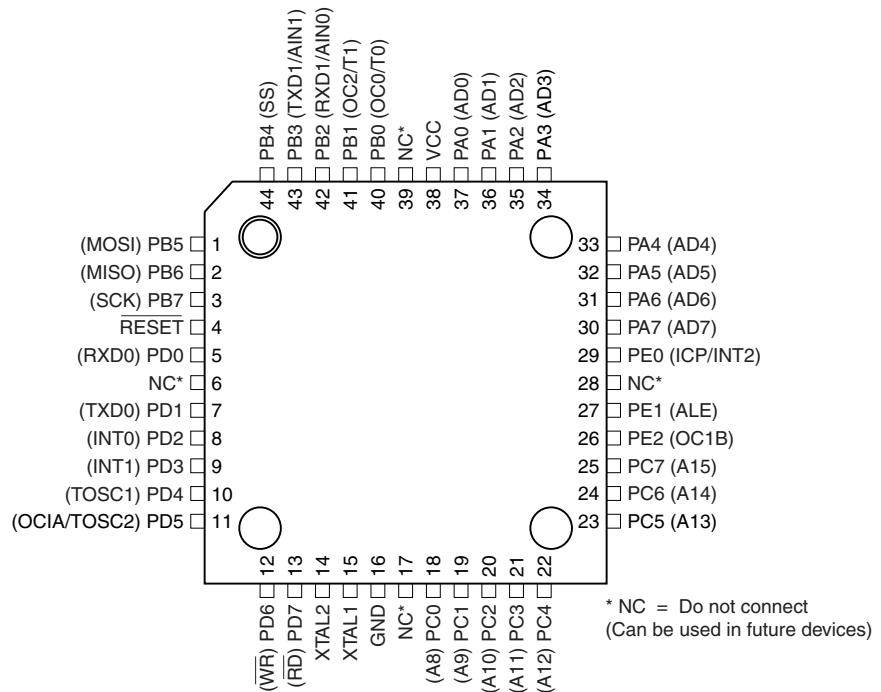 PB4 (SS)
PB3 (TXD1/AIN1)
PB2 (RXD1/AIN0)
PB1 (OC2/T1)
PB0 (OC0/T0)
NC*
VCC
PA0 (AD0)
PA1 (AD1)
PA2 (AD2)
PA3 (AD3)
44
43
42
41
40
39
38
37
36
35
34
(MOSI) PB5 1
(MISO) PB6 2
(SCK) PB7 3
RESET 4
(RXD0) PD0 5
NC* 6
(TXD0) PD1 7
(INT0) PD2 8
(INT1) PD3 9
(TOSC1) PD4 10
(OCIA/TOSC2) PD5 11
33 PA4 (AD4)
32 PA5 (AD5)
31 PA6 (AD6)
30 PA7 (AD7)
29 PE0 (ICP/INT2)
28 NC*
27 PE1 (ALE)
26 PE2 (OC1B)
25 PC7 (A15)
24 PC6 (A14)
23 PC5 (A13)
12
13
14
15
16
17
18
19
20
21
22
(WR) PD6
(RD) PD7
XTAL2
XTAL1
GND
NC*
(A8) PC0
(A9) PC1
(A10) PC2
(A11) PC3
(A12) PC4
* NC = Do not connect
(Can be used in future devices)